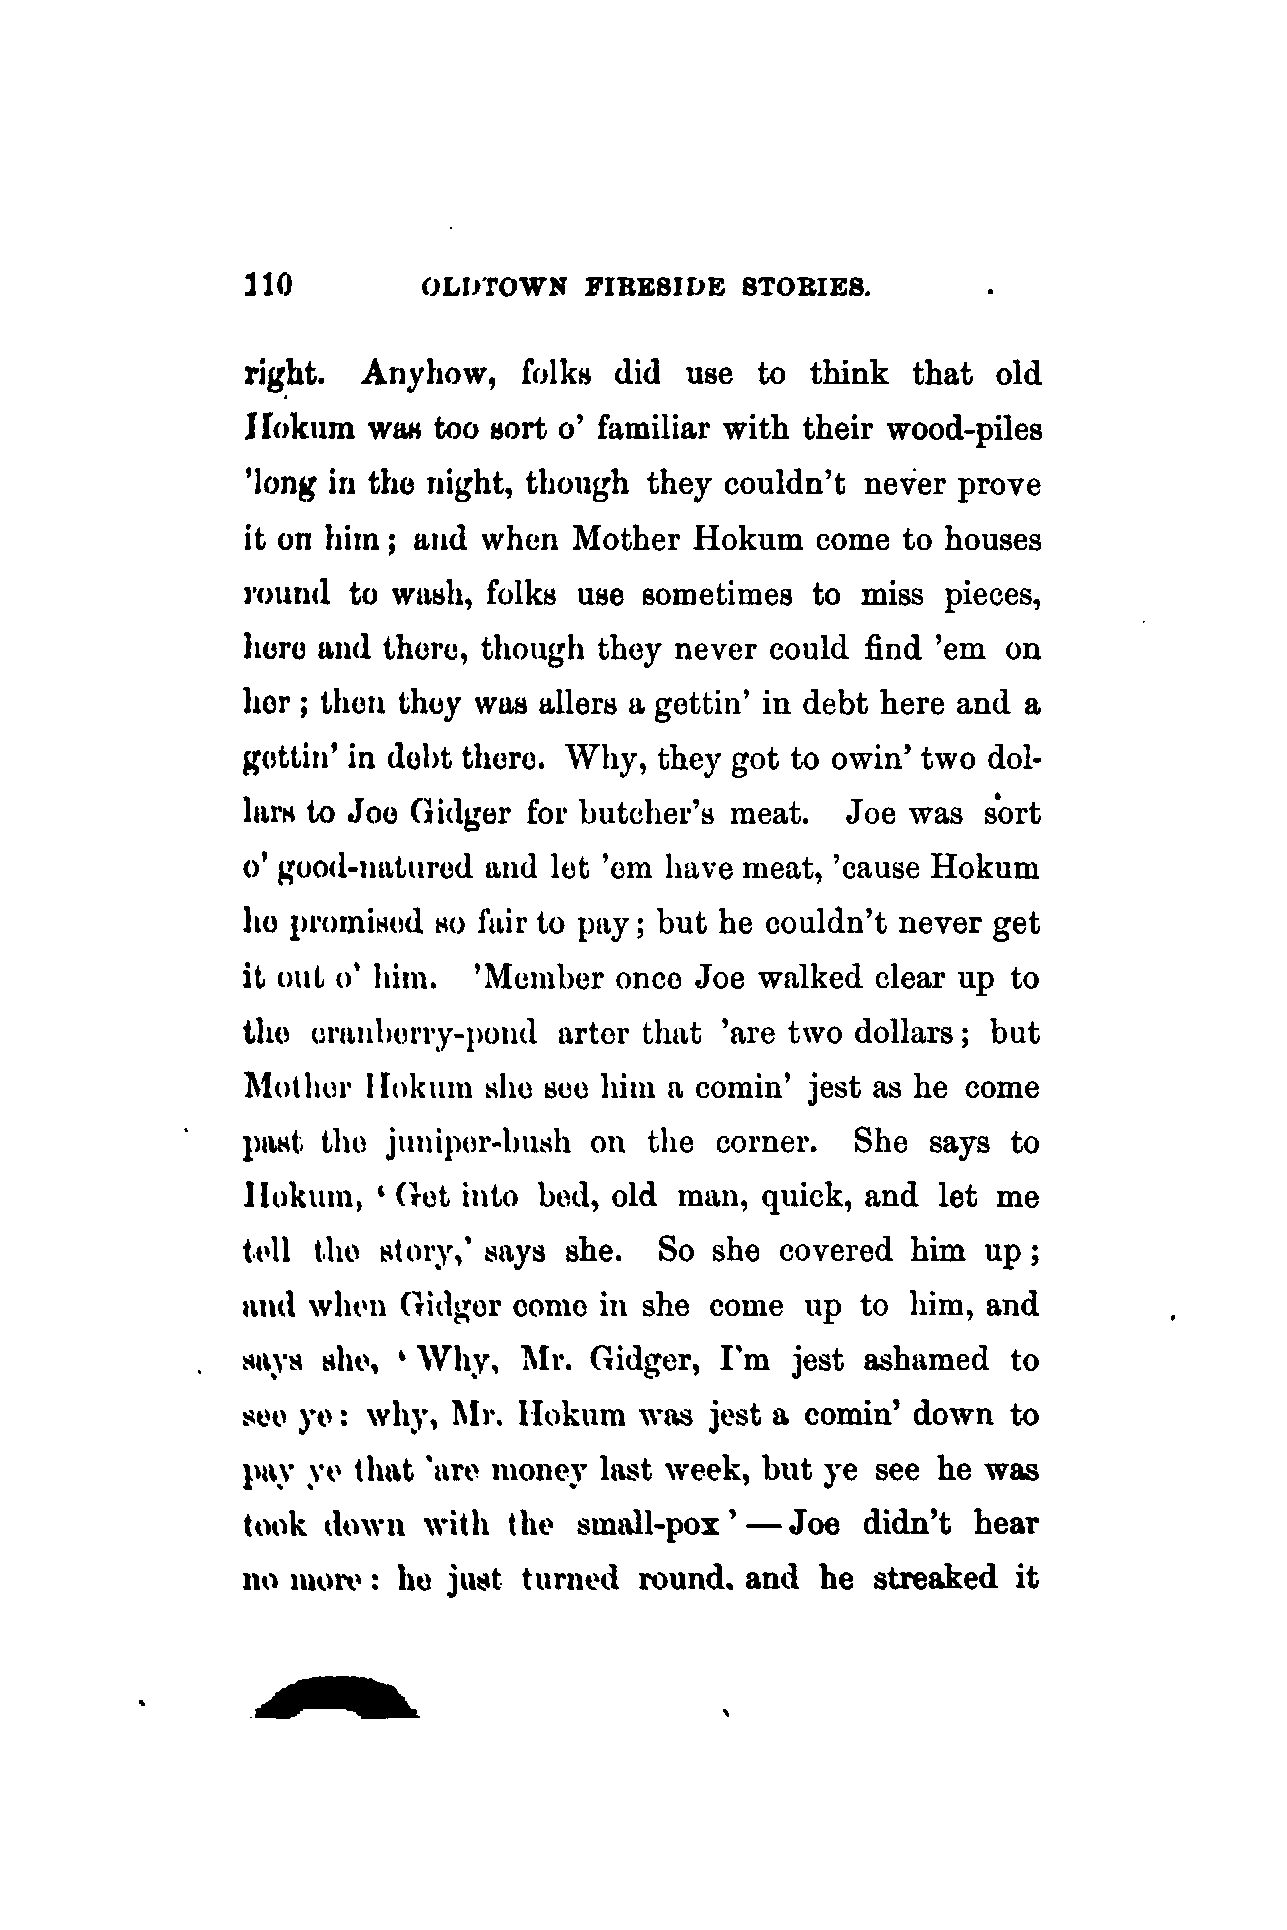 110 OLDTOWN FIRESIDE STORIES.
right. Anyhow, folks did use to think that old
Hokum was too sort o' familiar with their wood-piles
'long in the night, though they couldn't never prove
it on him; and when Mother Hokum come to houses
round to wash, folks use sometimes to miss pieces,
here and there, though they never could find 'em on
her; then they was allers a gettin' in debt here and a
gettin' in debt there. Why, they got to owin' two dol-
lars to Joe Gidger for butcher's meat. Joe was sort
o' good-natured and let 'em have meat, 'cause Hokum
he promised so fair to pay; but he couldn't never get
it out o' him. 'Member once Joe walked clear up to
the cranberry-pond arter that 'are two dollars; but
Mother Hokum she see him a comin' jest as he come
past the juniper-bush on the corner. She says to
Hokum, 'Get into bed, old man, quick, and let me
tell the story,' says she. So she covered him up;
and when Gidger come in she come up to him, and
says she, 'Why, Mr. Gidger, I'm jest ashamed to
see ye: why, Mr. Hokum was jest a comin' down to
pay ye that 'are money last week, but ye see he was
took down with the small-pox'—Joe didn't hear
no more: he just turned round, and he streaked it